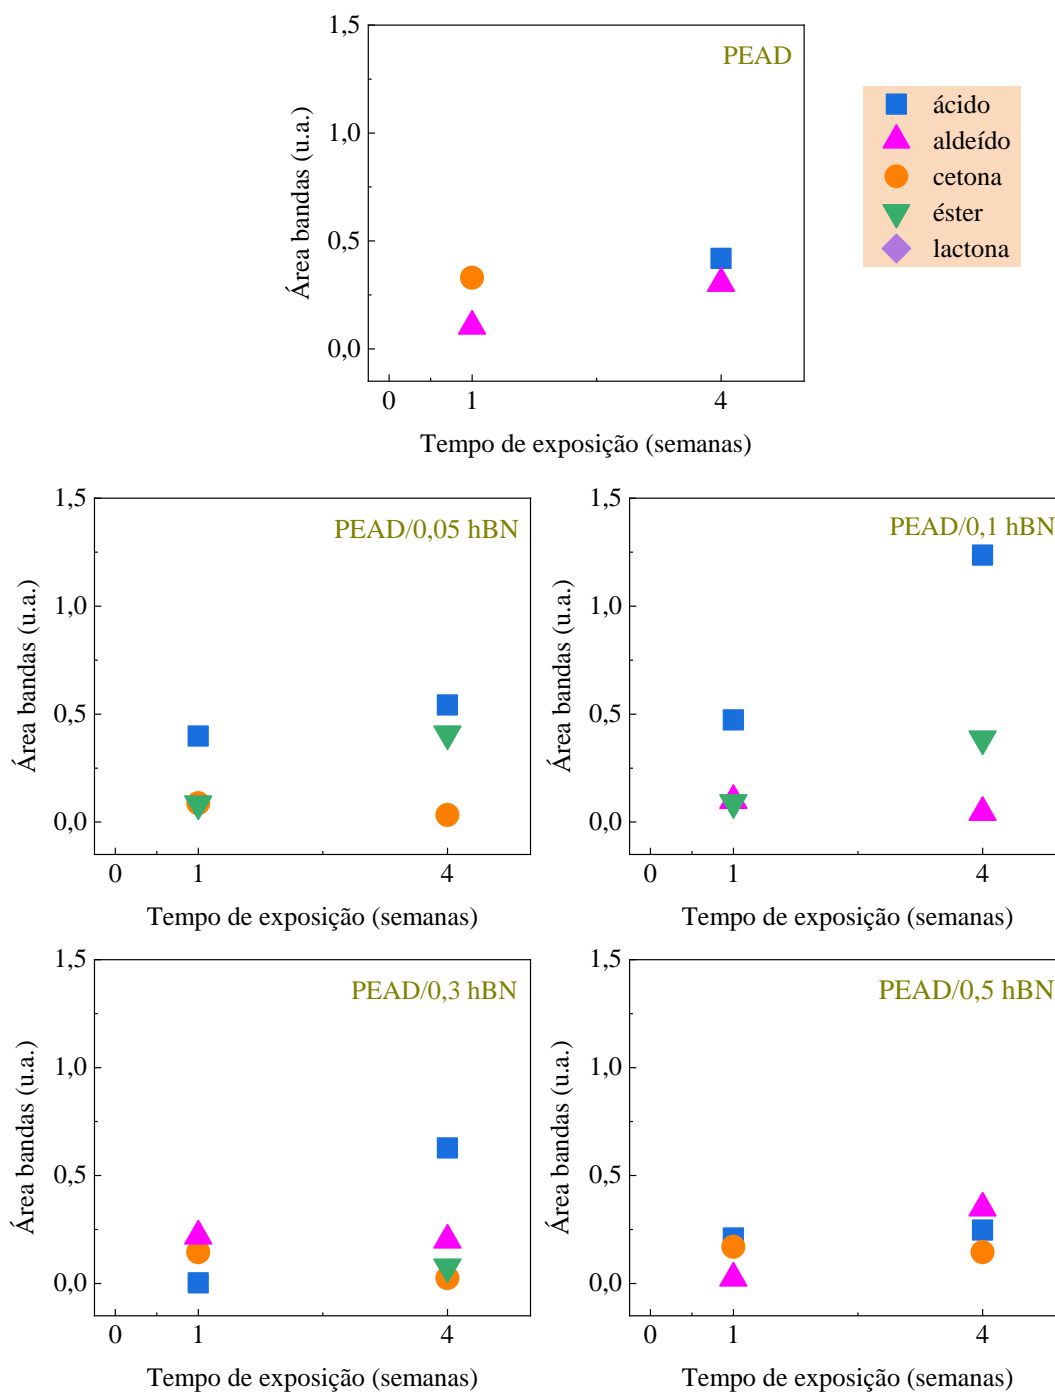 PEAD
1,5
1,0
0,5
0,0
Área bandas (u.a.)
0
1
4
Tempo de exposição (semanas)
ácido
aldeído
cetona
éster
lactona
PEAD/0,05 hBN
1,5
1,0
0,5
0,0
Área bandas (u.a.)
0
1
4
Tempo de exposição (semanas)
PEAD/0,1 hBN
1,5
1,0
0,5
0,0
Área bandas (u.a.)
0
1
4
Tempo de exposição (semanas)
PEAD/0,3 hBN
1,5
1,0
0,5
0,0
Área bandas (u.a.)
0
1
4
Tempo de exposição (semanas)
PEAD/0,5 hBN
1,5
1,0
0,5
0,0
Área bandas (u.a.)
0
1
4
Tempo de exposição (semanas)